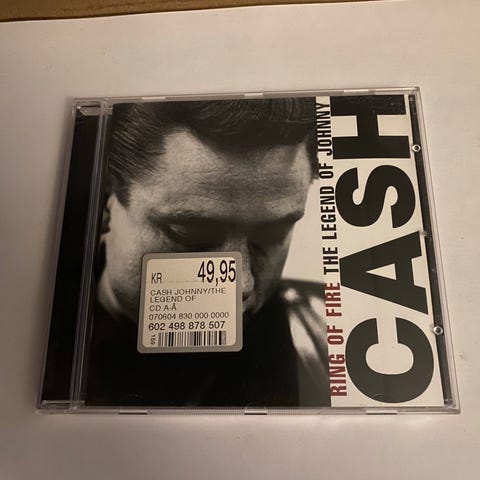 RING OF FIRE THE LEGEND OF JOHNNY
CASH
KR 49,95
CASH JOHNNY/THE
LEGEND OF
CD A-Å
070604 830 000 0000
602 498 878 507
159